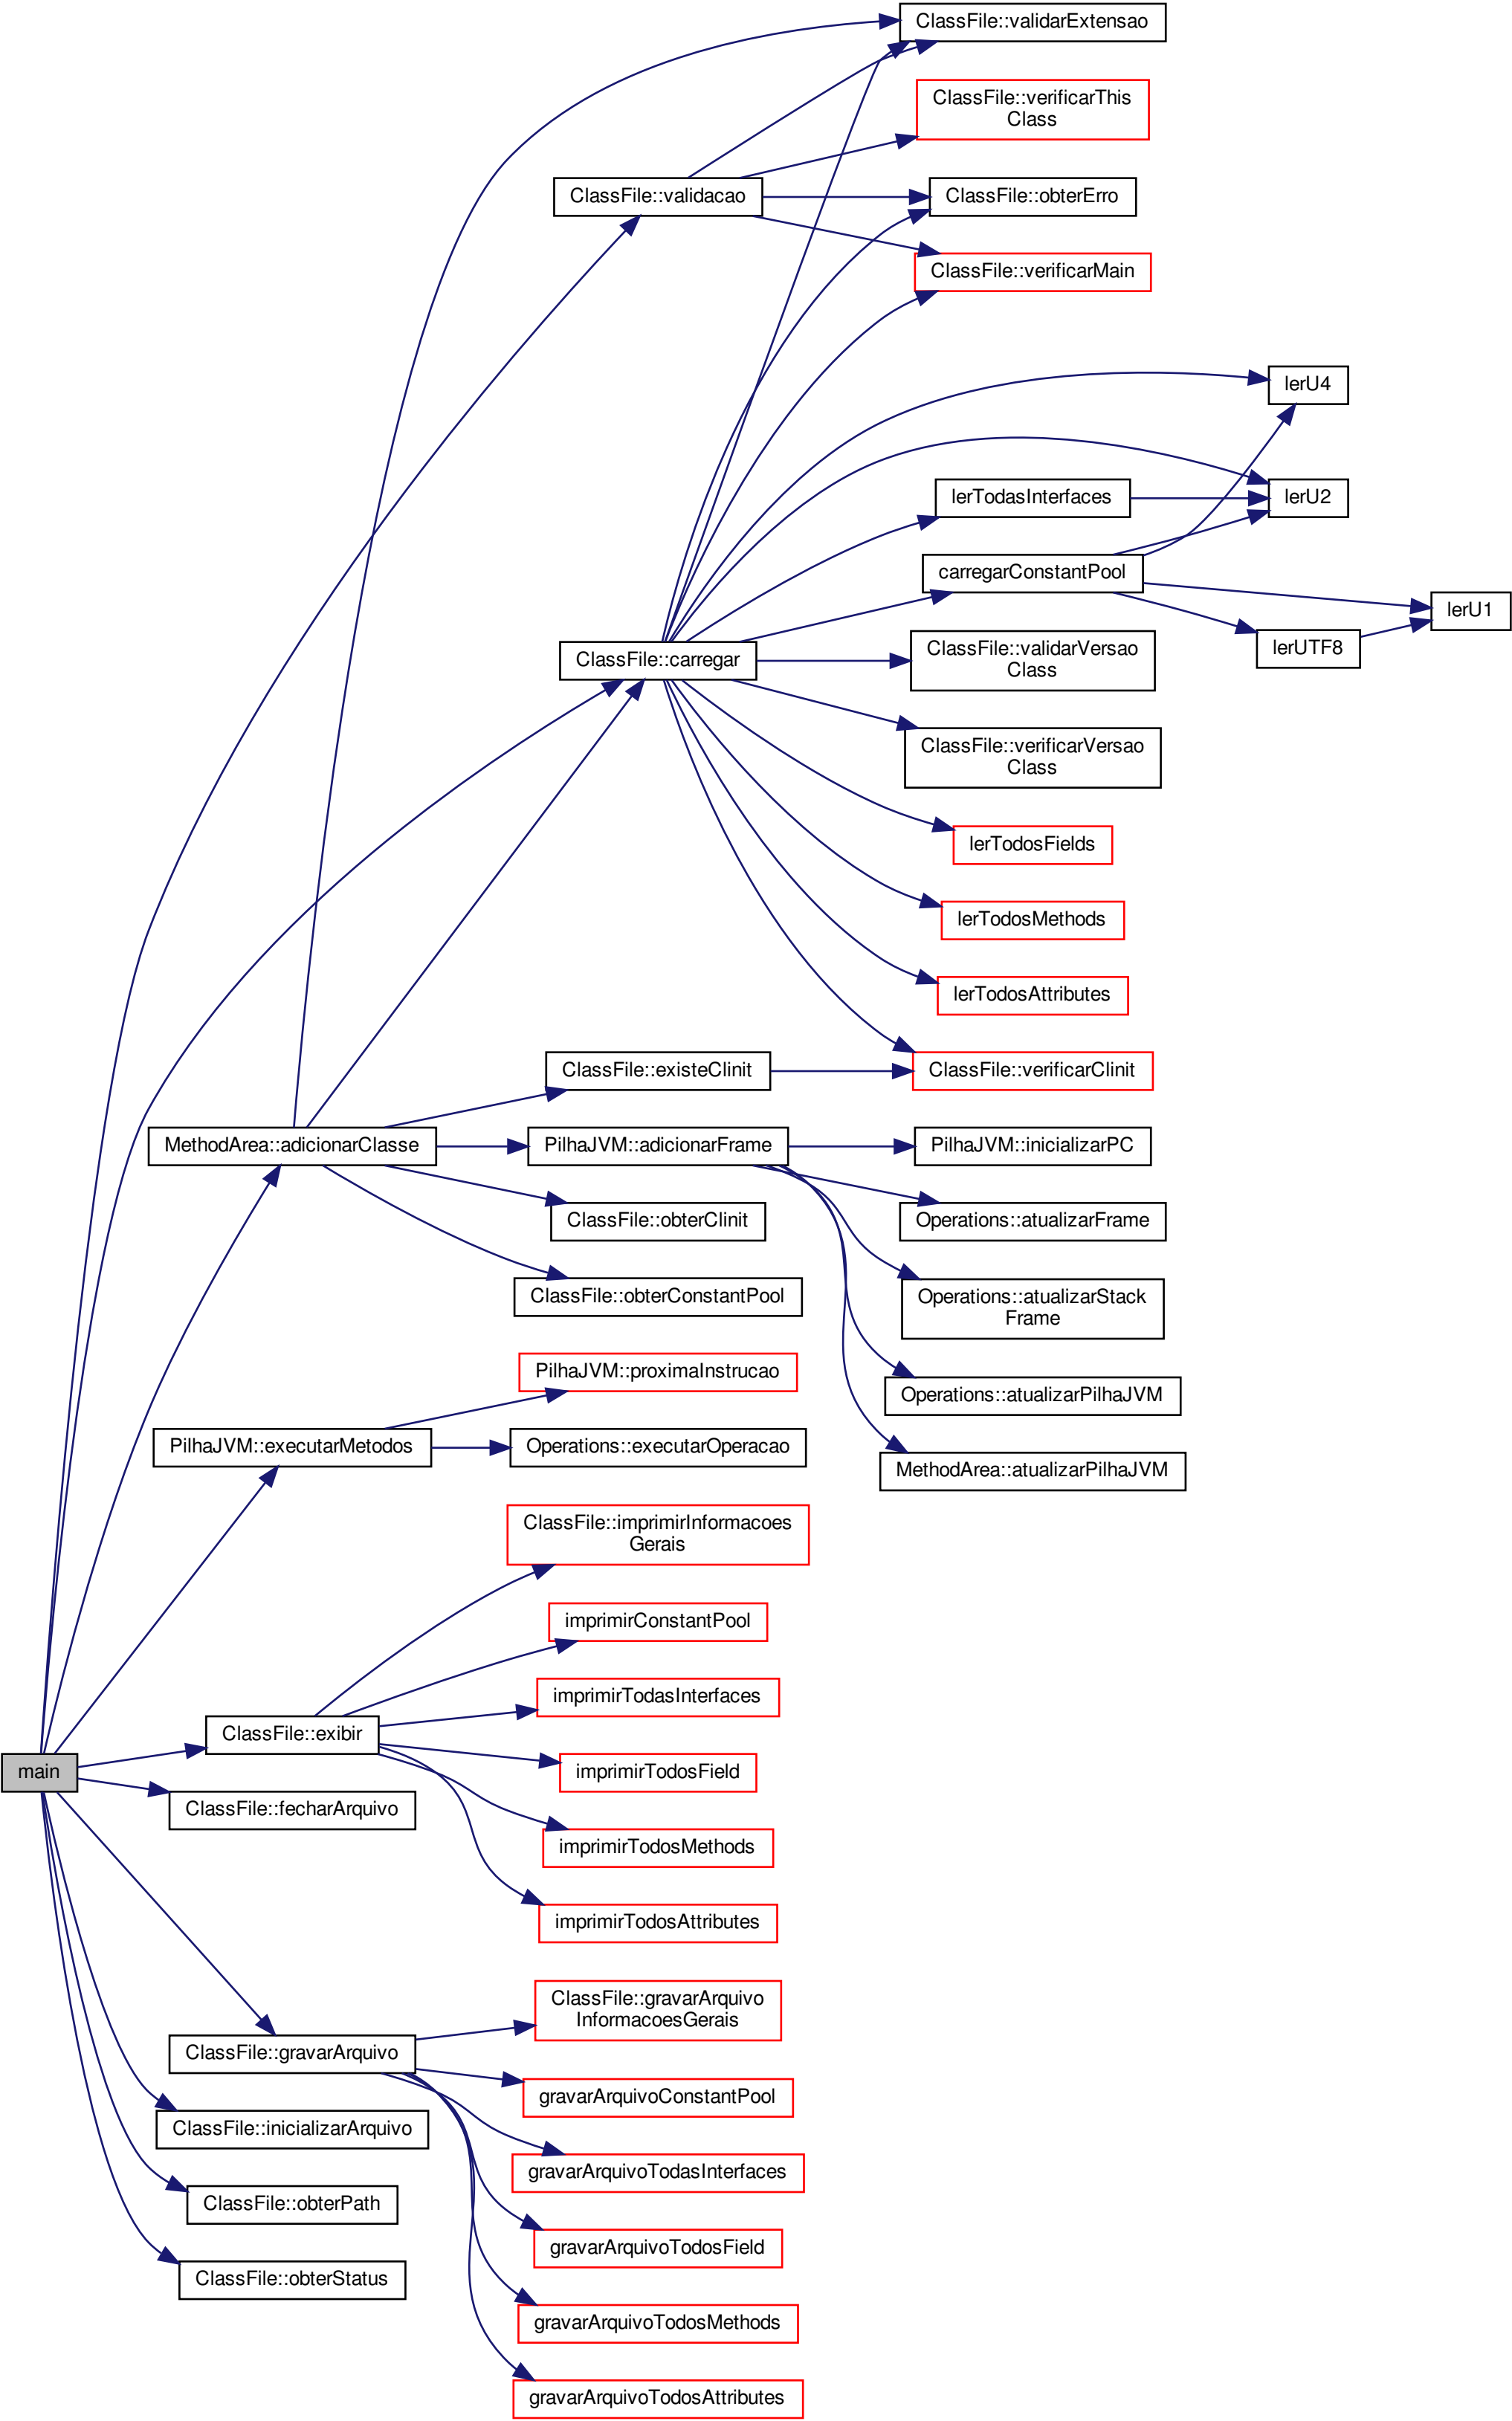 ClassFile::validarExtensao
ClassFile::verificarThis
Class
ClassFile::validacao
ClassFile::obterErro
ClassFile::verificarMain
lerU4
lerTodasInterfaces
lerU2
carregarConstantPool
lerU1
lerUTF8
ClassFile::carregar
ClassFile::validarVersao
Class
ClassFile::verificarVersao
Class
lerTodosFields
lerTodosMethods
lerTodosAttributes
ClassFile::existeClinit
ClassFile::verificarClinit
MethodArea::adicionarClasse
PilhaJVM::adicionarFrame
PilhaJVM::inicializarPC
ClassFile::obterClinit
Operations::atualizarFrame
ClassFile::obterConstantPool
Operations::atualizarStack
Frame
PilhaJVM::proximaInstrucao
Operations::atualizarPilhaJVM
PilhaJVM::executarMetodos
Operations::executarOperacao
MethodArea::atualizarPilhaJVM
ClassFile::imprimirInformacoes
Gerais
imprimirConstantPool
imprimirTodasInterfaces
ClassFile::exibir
imprimirTodosField
main
ClassFile::fecharArquivo
imprimirTodosMethods
imprimirTodosAttributes
ClassFile::gravarArquivo
InformacoesGerais
ClassFile::gravarArquivo
gravarArquivoConstantPool
ClassFile::inicializarArquivo
gravarArquivoTodasInterfaces
ClassFile::obterPath
gravarArquivoTodosField
ClassFile::obterStatus
gravarArquivoTodosMethods
gravarArquivoTodosAttributes